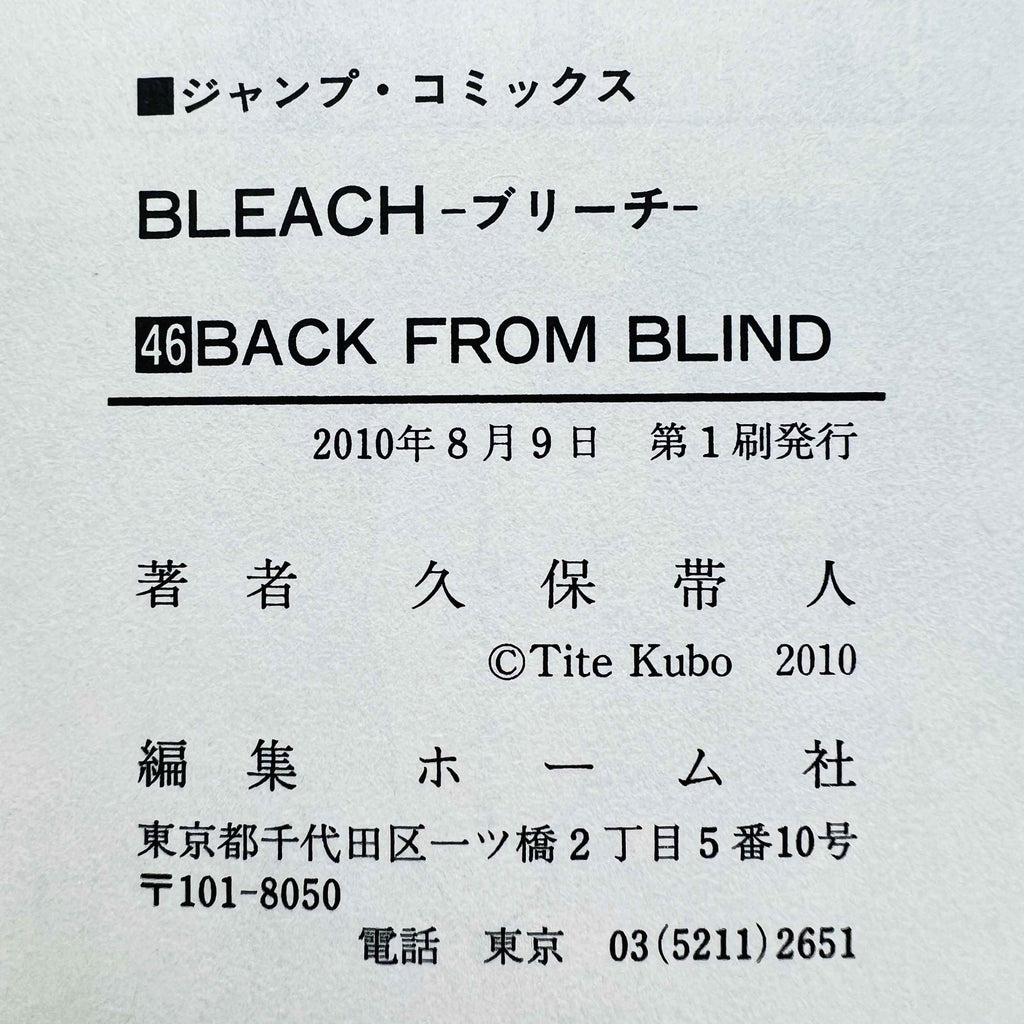 ■ジャンプ・コミックス
BLEACH -ブリーチ-
46 BACK FROM BLIND
2010年8月9日　第1刷発行
著者　久保帯人
©Tite Kubo　2010
編集　ホーム社
東京都千代田区一ツ橋2丁目5番10号
〒101-8050
電話　東京　03(5211)2651